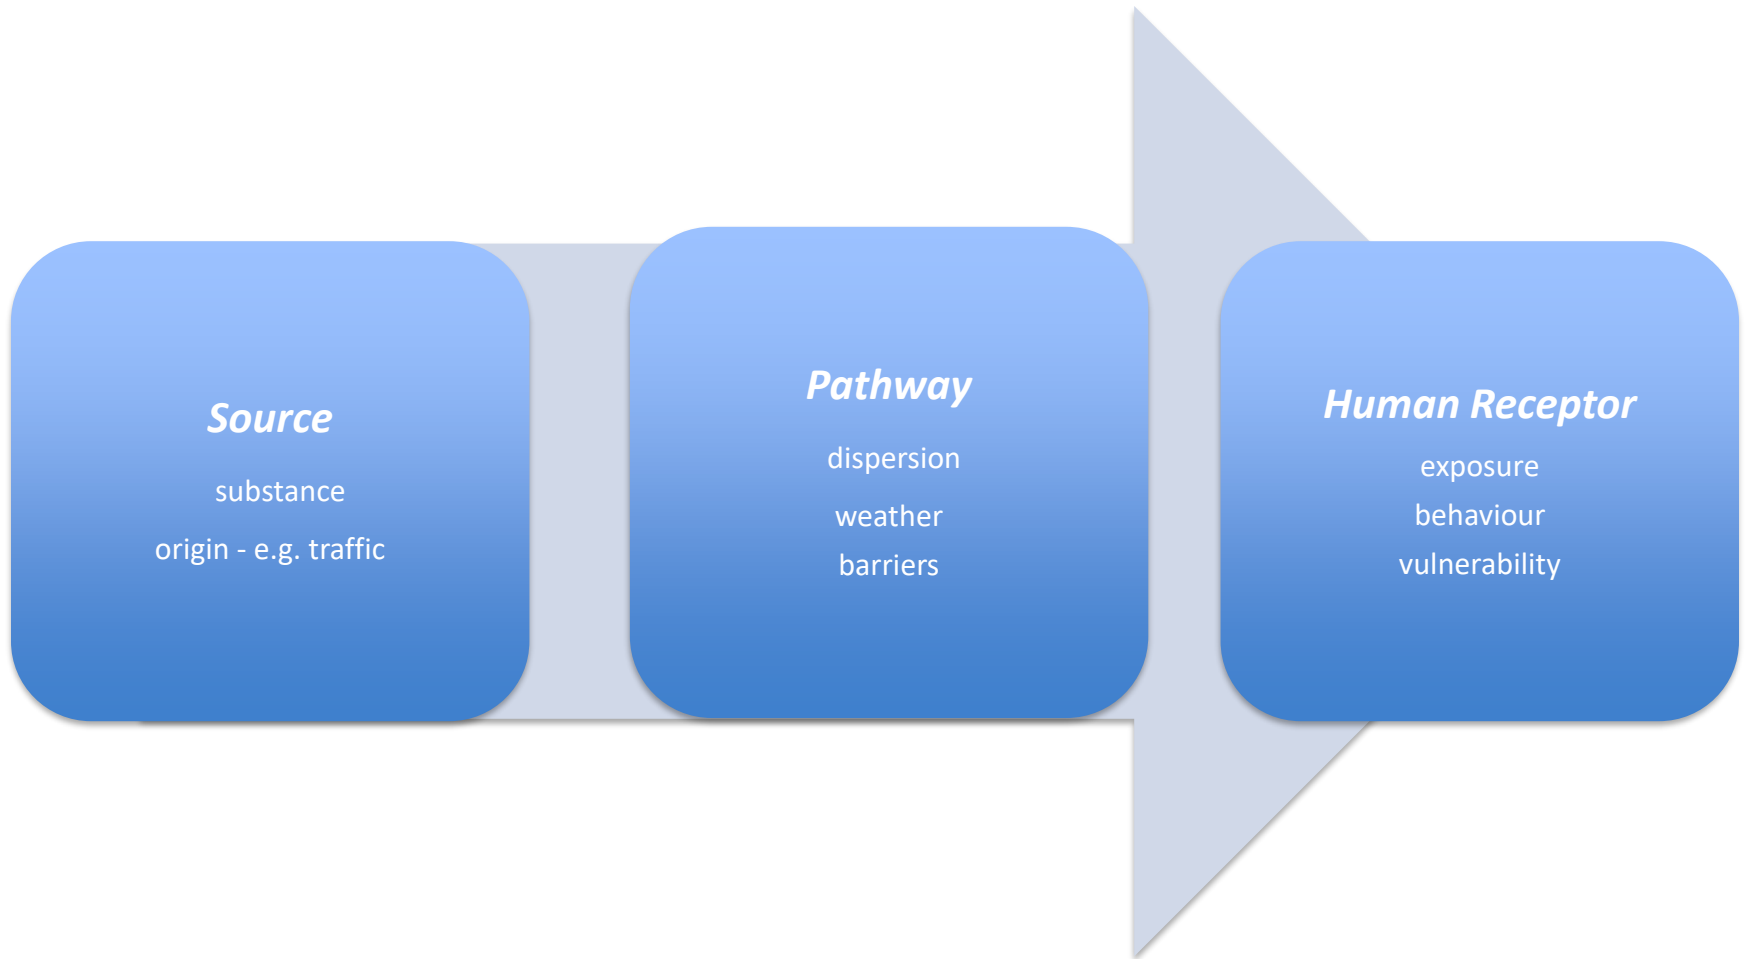 Source
substance
origin - e.g. traffic
Pathway
dispersion
weather
barriers
Human Receptor
exposure
behaviour
vulnerability